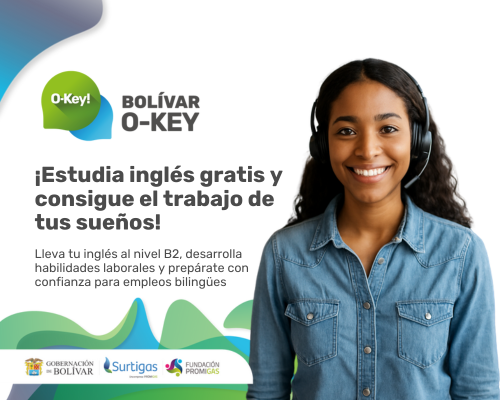 O-Key!
BOLÍVAR
O-KEY
¡Estudia inglés gratis y
consigue el trabajo de
tus sueños!
Lleva tu inglés al nivel B2, desarrolla
habilidades laborales y prepárate con
confianza para empleos bilingües
GOBERNACIÓN
DE BOLÍVAR
Surtigas
FUNDACIÓN
PROMIGAS